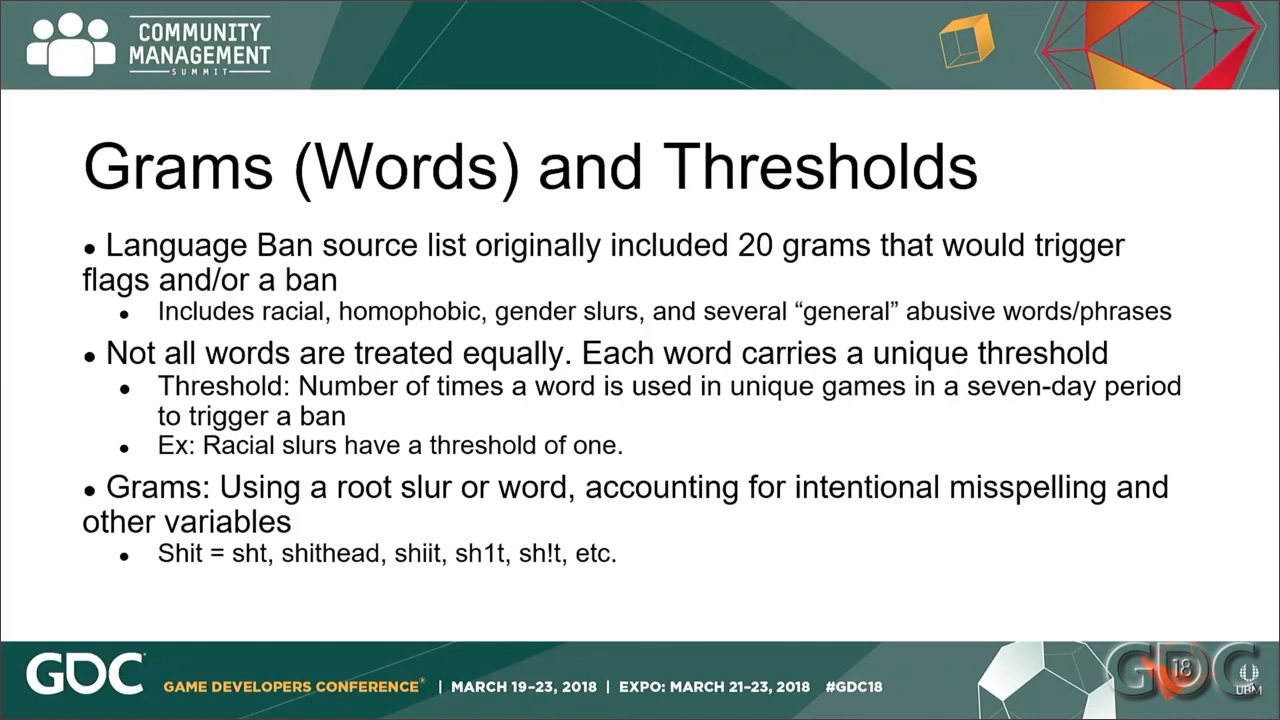 COMMUNITY
MANAGEMENT
SUMMIT
Grams (Words) and Thresholds
● Language Ban source list originally included 20 grams that would trigger
flags and/or a ban
● Includes racial, homophobic, gender slurs, and several “general” abusive words/phrases
● Not all words are treated equally. Each word carries a unique threshold
● Threshold: Number of times a word is used in unique games in a seven-day period
to trigger a ban
● Ex: Racial slurs have a threshold of one.
● Grams: Using a root slur or word, accounting for intentional misspelling and
other variables
● Shit = sht, shithead, shiit, sh1t, sh!t, etc.
GDC
GAME DEVELOPERS CONFERENCE® | MARCH 19–23, 2018 | EXPO: MARCH 21–23, 2018 #GDC18
GDC
18
UBM